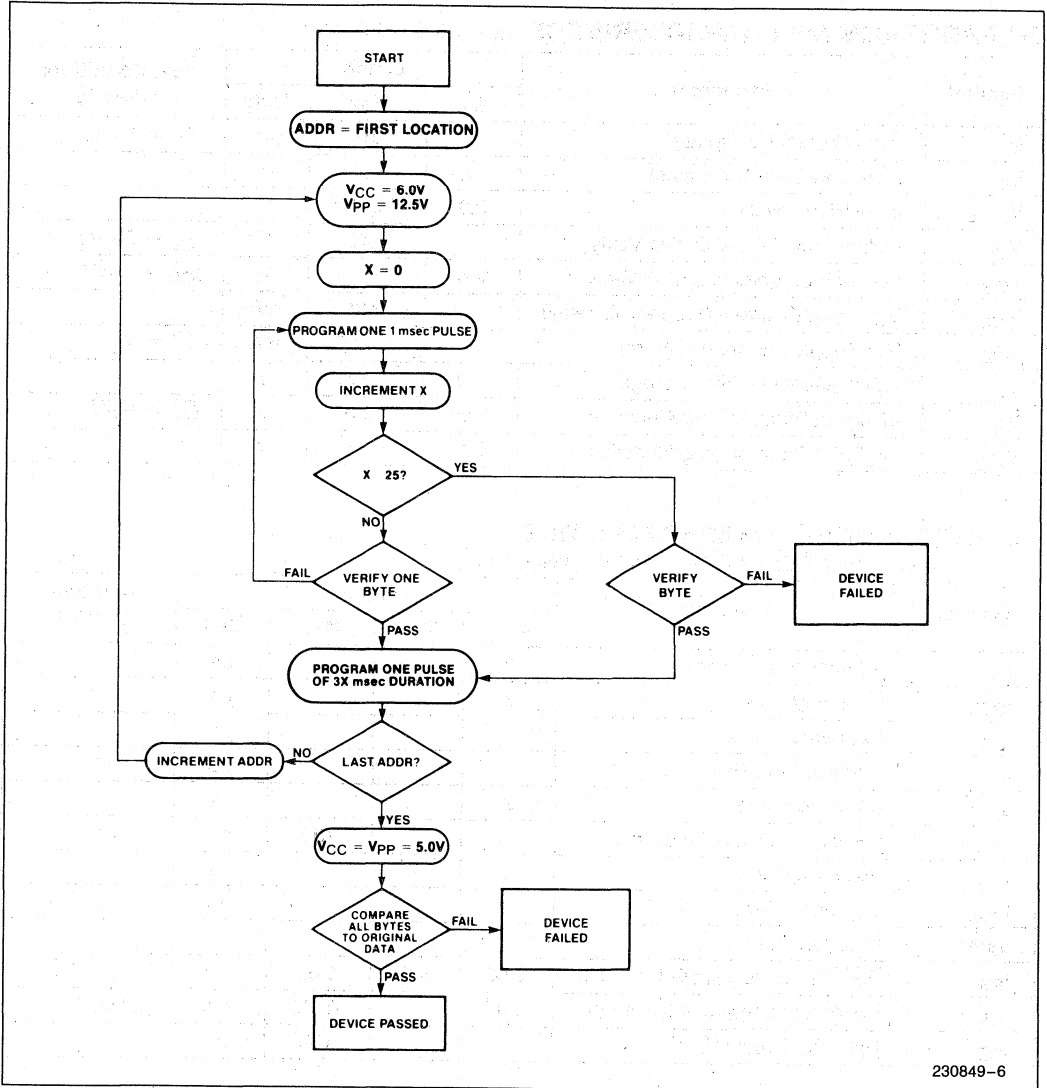 START
ADDR = FIRST LOCATION
VCC = 6.0V
VPP = 12.5V
X = 0
PROGRAM ONE 1 msec PULSE
INCREMENT X
X 25?
YES
NO
VERIFY ONE
BYTE
FAIL
PASS
VERIFY
BYTE
FAIL
PASS
DEVICE
FAILED
PROGRAM ONE PULSE
OF 3X msec DURATION
LAST ADDR?
NO
INCREMENT ADDR
YES
VCC = VPP = 5.0V
COMPARE
ALL BYTES
TO ORIGINAL
DATA
FAIL
DEVICE
FAILED
PASS
DEVICE PASSED
230849-6